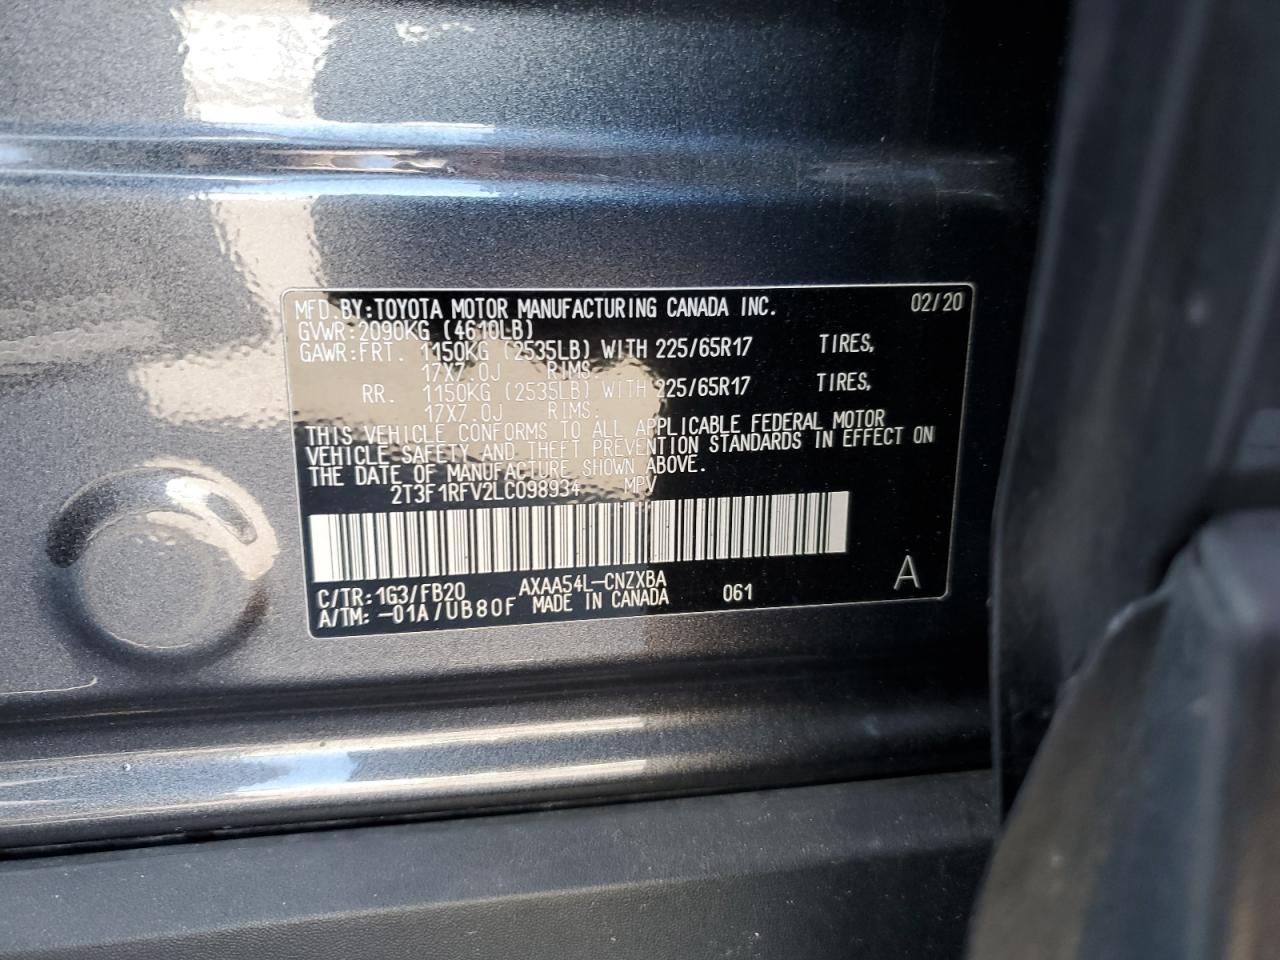 MFD.BY:TOYOTA MOTOR MANUFACTURING CANADA INC. 02/20
GVWR:2090KG (4610LB)
GAWR:FRT. 1150KG (2535LB) WITH 225/65R17 TIRES,
17X7.0J RIMS.
RR. 1150KG (2535LB) WITH 225/65R17 TIRES,
17X7.0J RIMS.
THIS VEHICLE CONFORMS TO ALL APPLICABLE FEDERAL MOTOR
VEHICLE SAFETY AND THEFT PREVENTION STANDARDS IN EFFECT ON
THE DATE OF MANUFACTURE SHOWN ABOVE.
2T3F1RFV2LC098934 MPV
C/TR:1G3/FB20 AXAA54L-CNZXBA 061 A
A/TM:-01A/UB80F MADE IN CANADA